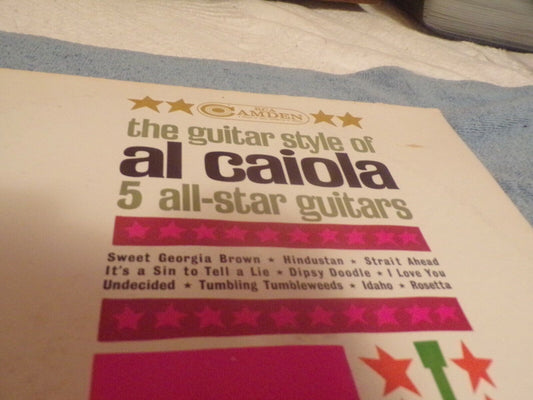 RCA
CAMDEN
the guitar style of
al caiola
5 all-star guitars
Sweet Georgia Brown ★ Hindustan ★ Strait Ahead
It's a Sin to Tell a Lie ★ Dipsy Doodle ★ I Love You
Undecided ★ Tumbling Tumbleweeds ★ Idaho ★ Rosetta